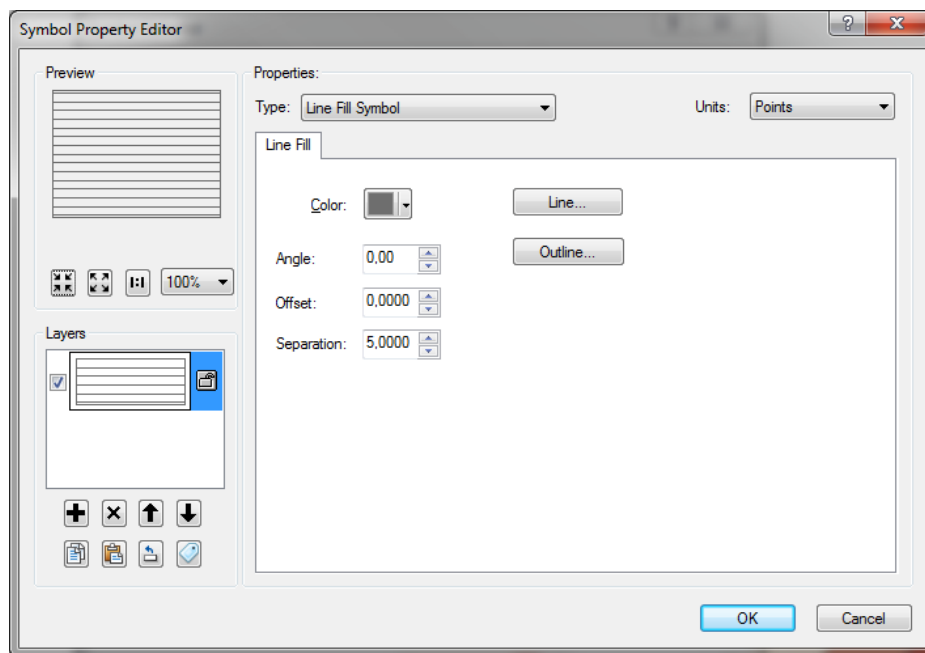 Symbol Property Editor
Preview
Properties:
Type: Line Fill Symbol
Units: Points
Line Fill
Color:
Line...
Angle: 0,00
Outline...
1:1
100%
Offset: 0,0000
Layers
Separation: 5,0000
OK
Cancel